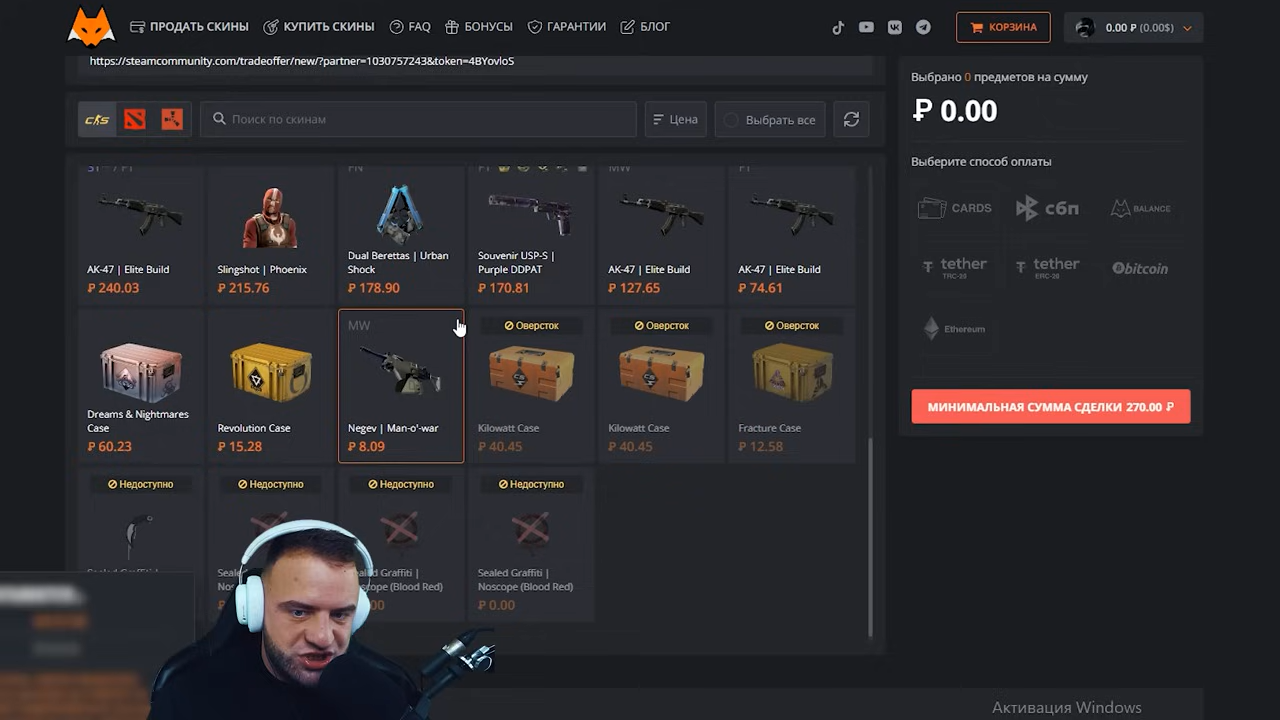 ПРОДАТЬ СКИНЫ
КУПИТЬ СКИНЫ
FAQ
БОНУСЫ
ГАРАНТИИ
БЛОГ
КОРЗИНА
0.00 ₽ (0.00$)
https://steamcommunity.com/tradeoffer/new/?partner=1030757243&token=4BYovloS
Поиск по скинам
Цена
Выбрать все
FN
MW
FT
AK-47 | Elite Build
₽ 240.03
Slingshot | Phoenix
₽ 215.76
Dual Berettas | Urban
Shock
₽ 178.90
Souvenir USP-S |
Purple DDPAT
₽ 170.81
AK-47 | Elite Build
₽ 127.65
AK-47 | Elite Build
₽ 74.61
Dreams & Nightmares
Case
₽ 60.23
Revolution Case
₽ 15.28
MW
Negev | Man-o'-war
₽ 8.09
Оверсток
Kilowatt Case
₽ 40.45
Оверсток
Kilowatt Case
₽ 40.45
Оверсток
Fracture Case
₽ 12.58
Недоступно
Sealed Graffiti |
Недоступно
Недоступно
Недоступно
Sealed Graffiti |
Noscope (Blood Red)
₽ 0.00
Выбрано 0 предметов на сумму
₽ 0.00
Выберите способ оплаты
CARDS
сбп
BALANCE
tether
TRC-20
tether
ERC-20
bitcoin
Ethereum
МИНИМАЛЬНАЯ СУММА СДЕЛКИ 270.00 ₽
Активация Windows